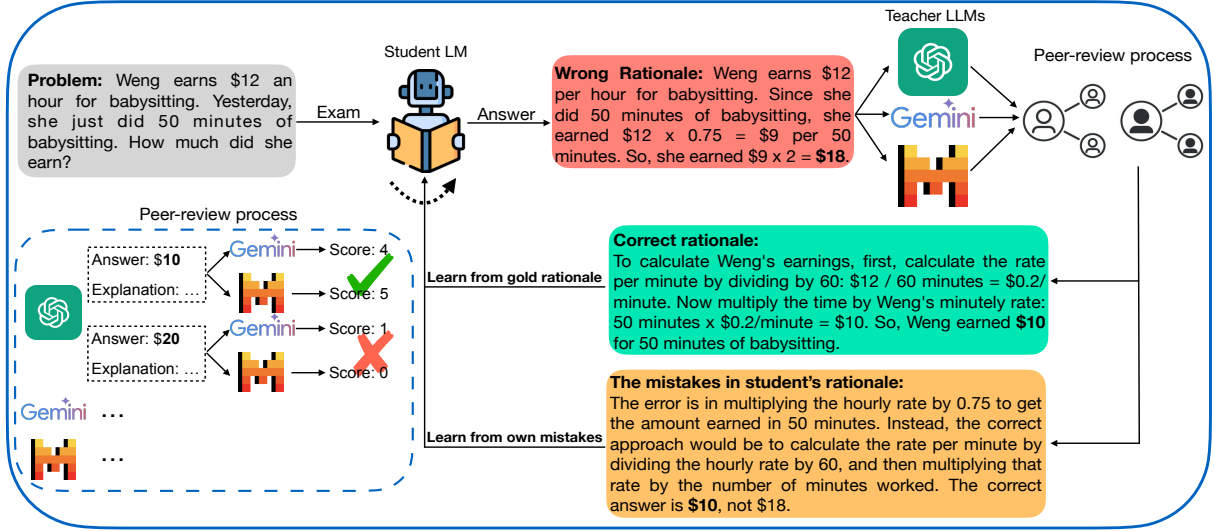 Teacher LLMs
Student LM
Peer-review process
Problem: Weng earns $12 an
hour for babysitting. Yesterday,
she just did 50 minutes of
babysitting. How much did she
earn?
Exam
Answer
Wrong Rationale: Weng earns $12
per hour for babysitting. Since she
did 50 minutes of babysitting, she
earned $12 x 0.75 = $9 per 50
minutes. So, she earned $9 x 2 = $18.
Gemini
Peer-review process
Answer: $10
Explanation: …
Gemini
Score: 4
Score: 5
Answer: $20
Explanation: …
Gemini
Score: 1
Score: 0
Gemini
...
...
Learn from gold rationale
Correct rationale:
To calculate Weng's earnings, first, calculate the rate
per minute by dividing by 60: $12 / 60 minutes = $0.2/
minute. Now multiply the time by Weng's minutely rate:
50 minutes x $0.2/minute = $10. So, Weng earned $10
for 50 minutes of babysitting.
Learn from own mistakes
The mistakes in student's rationale:
The error is in multiplying the hourly rate by 0.75 to get
the amount earned in 50 minutes. Instead, the correct
approach would be to calculate the rate per minute by
dividing the hourly rate by 60, and then multiplying that
rate by the number of minutes worked. The correct
answer is $10, not $18.